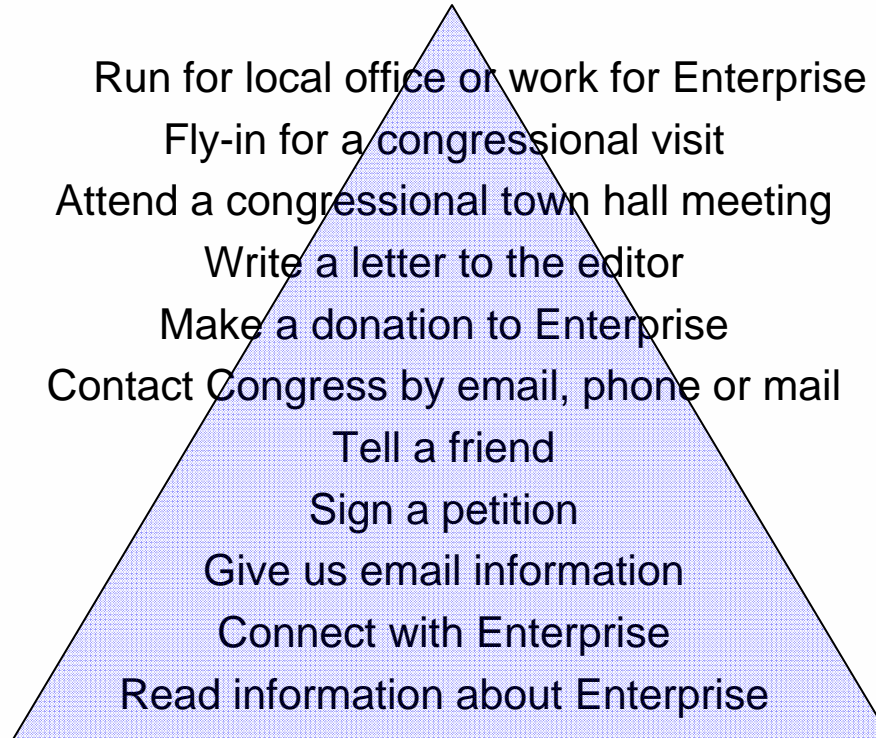 Run for local office or work for Enterprise
Fly-in for a congressional visit
Attend a congressional town hall meeting
Write a letter to the editor
Make a donation to Enterprise
Contact Congress by email, phone or mail
Tell a friend
Sign a petition
Give us email information
Connect with Enterprise
Read information about Enterprise